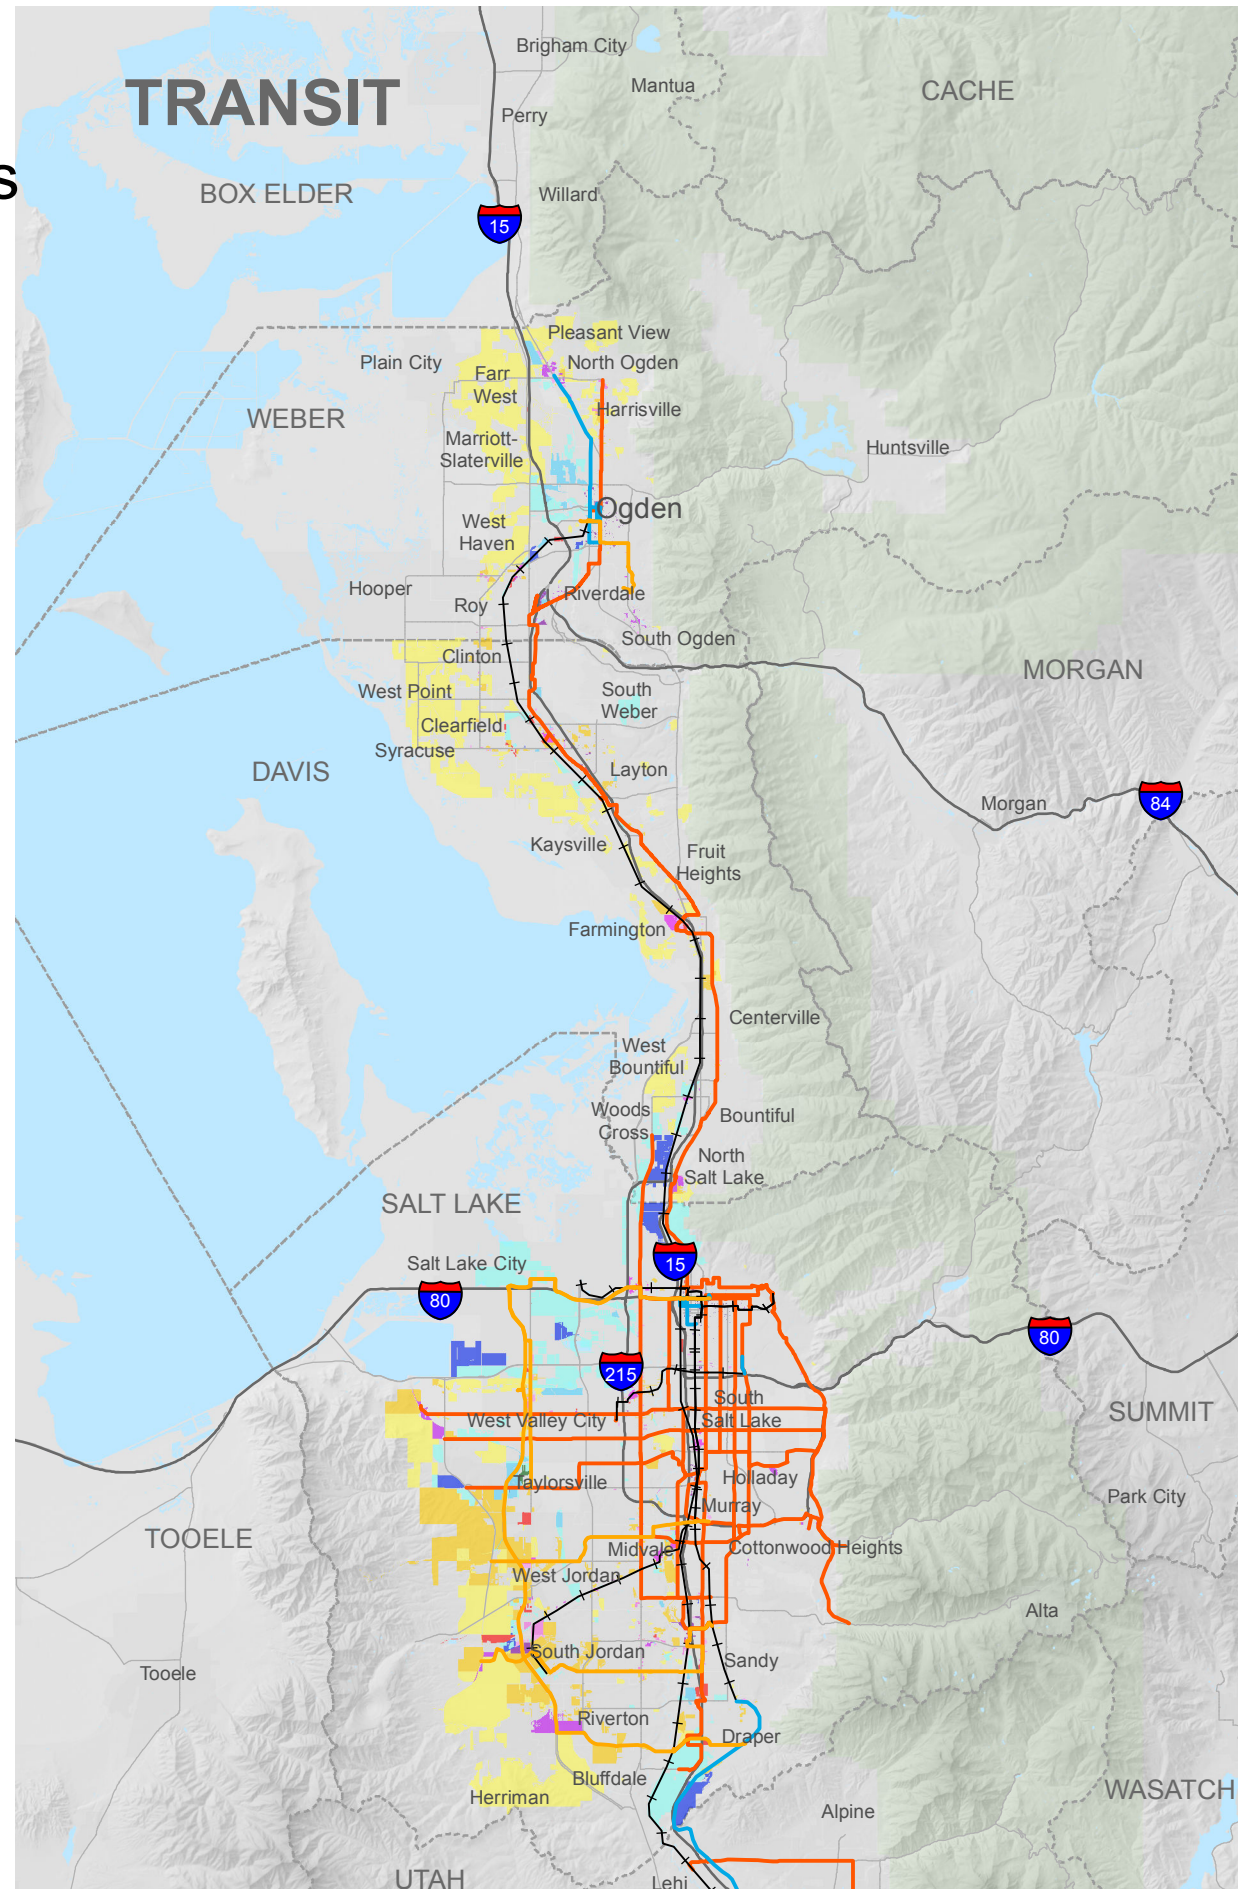 Brigham City
Mantua
CACHE
TRANSIT
Perry
s
BOX ELDER
Willard
15
Pleasant View
Plain City
North Ogden
Farr
West
Harrisville
WEBER
Marriott-
Slaterville
Huntsville
Ogden
West
Haven
Hooper
Riverdale
Roy
South Ogden
Clinton
MORGAN
West Point
South
Weber
Clearfield
Syracuse
DAVIS
Layton
Morgan
84
Kaysville
Fruit
Heights
Farmington
Centerville
West
Bountiful
Woods
Cross
Bountiful
North
Salt Lake
SALT LAKE
Salt Lake City
15
80
80
215
South
Salt Lake
West Valley City
SUMMIT
Taylorsville
Holladay
Park City
Murray
TOOELE
Midvale
Cottonwood Heights
West Jordan
Alta
South Jordan
Sandy
Tooele
Riverton
Draper
Bluffdale
Herriman
WASATCH
Alpine
UTAH
Lehi